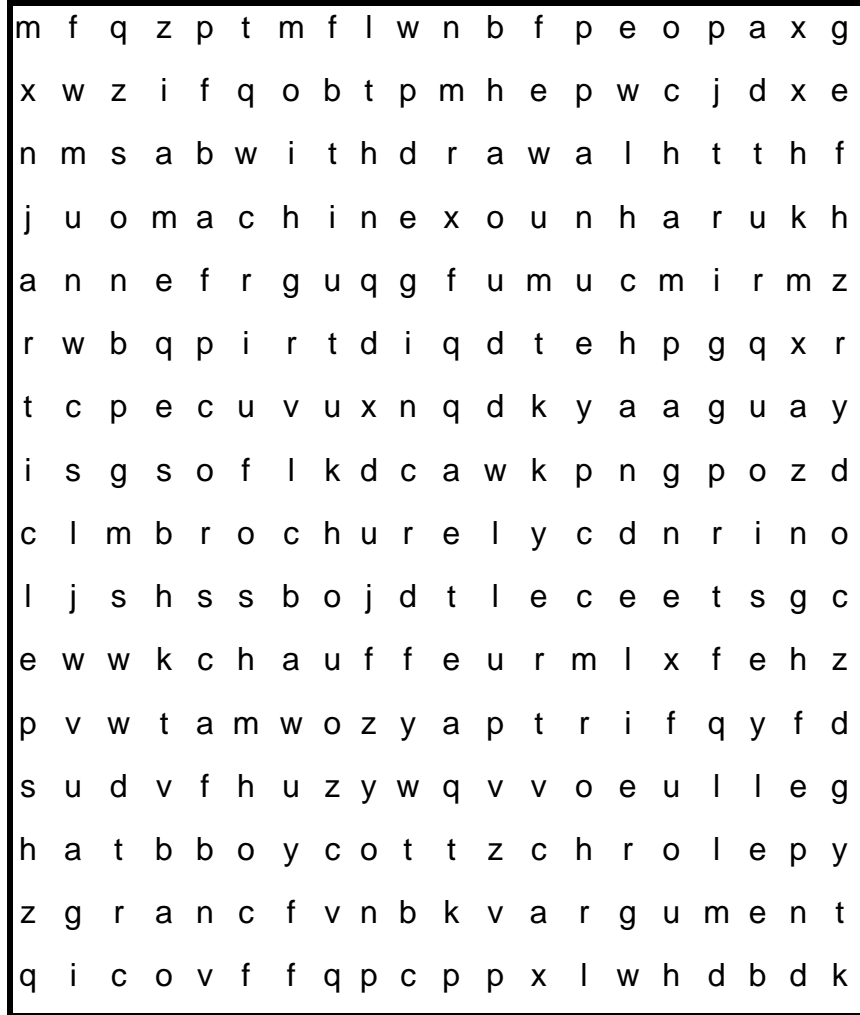 m f q z p t m f l w n b f p e o p a x g
x w z i f q o b t p m h e p w c j d x e
n m s a b w i t h d r a w a l h t t h f
j u o m a c h i n e x o u n h a r u k h
a n n e f r g u q g f u m u c m i r m z
r w b q p i r t d i q d t e h p g q x r
t c p e c u v u x n q d k y a a g u a y
i s g s o f l k d c a w k p n g p o z d
c l m b r o c h u r e l y c d n r i n o
l j s h s s b o j d t l e c e e t s g c
e w w k c h a u f f e u r m l x f e h z
p v w t a m w o z y a p t r i f q y f d
s u d v f h u z y w q v v o e u l l e g
h a t b b o y c o t t z c h r o l e p y
z g r a n c f v n b k v a r g u m e n t
q i c o v f f q p c p p x l w h d b d k